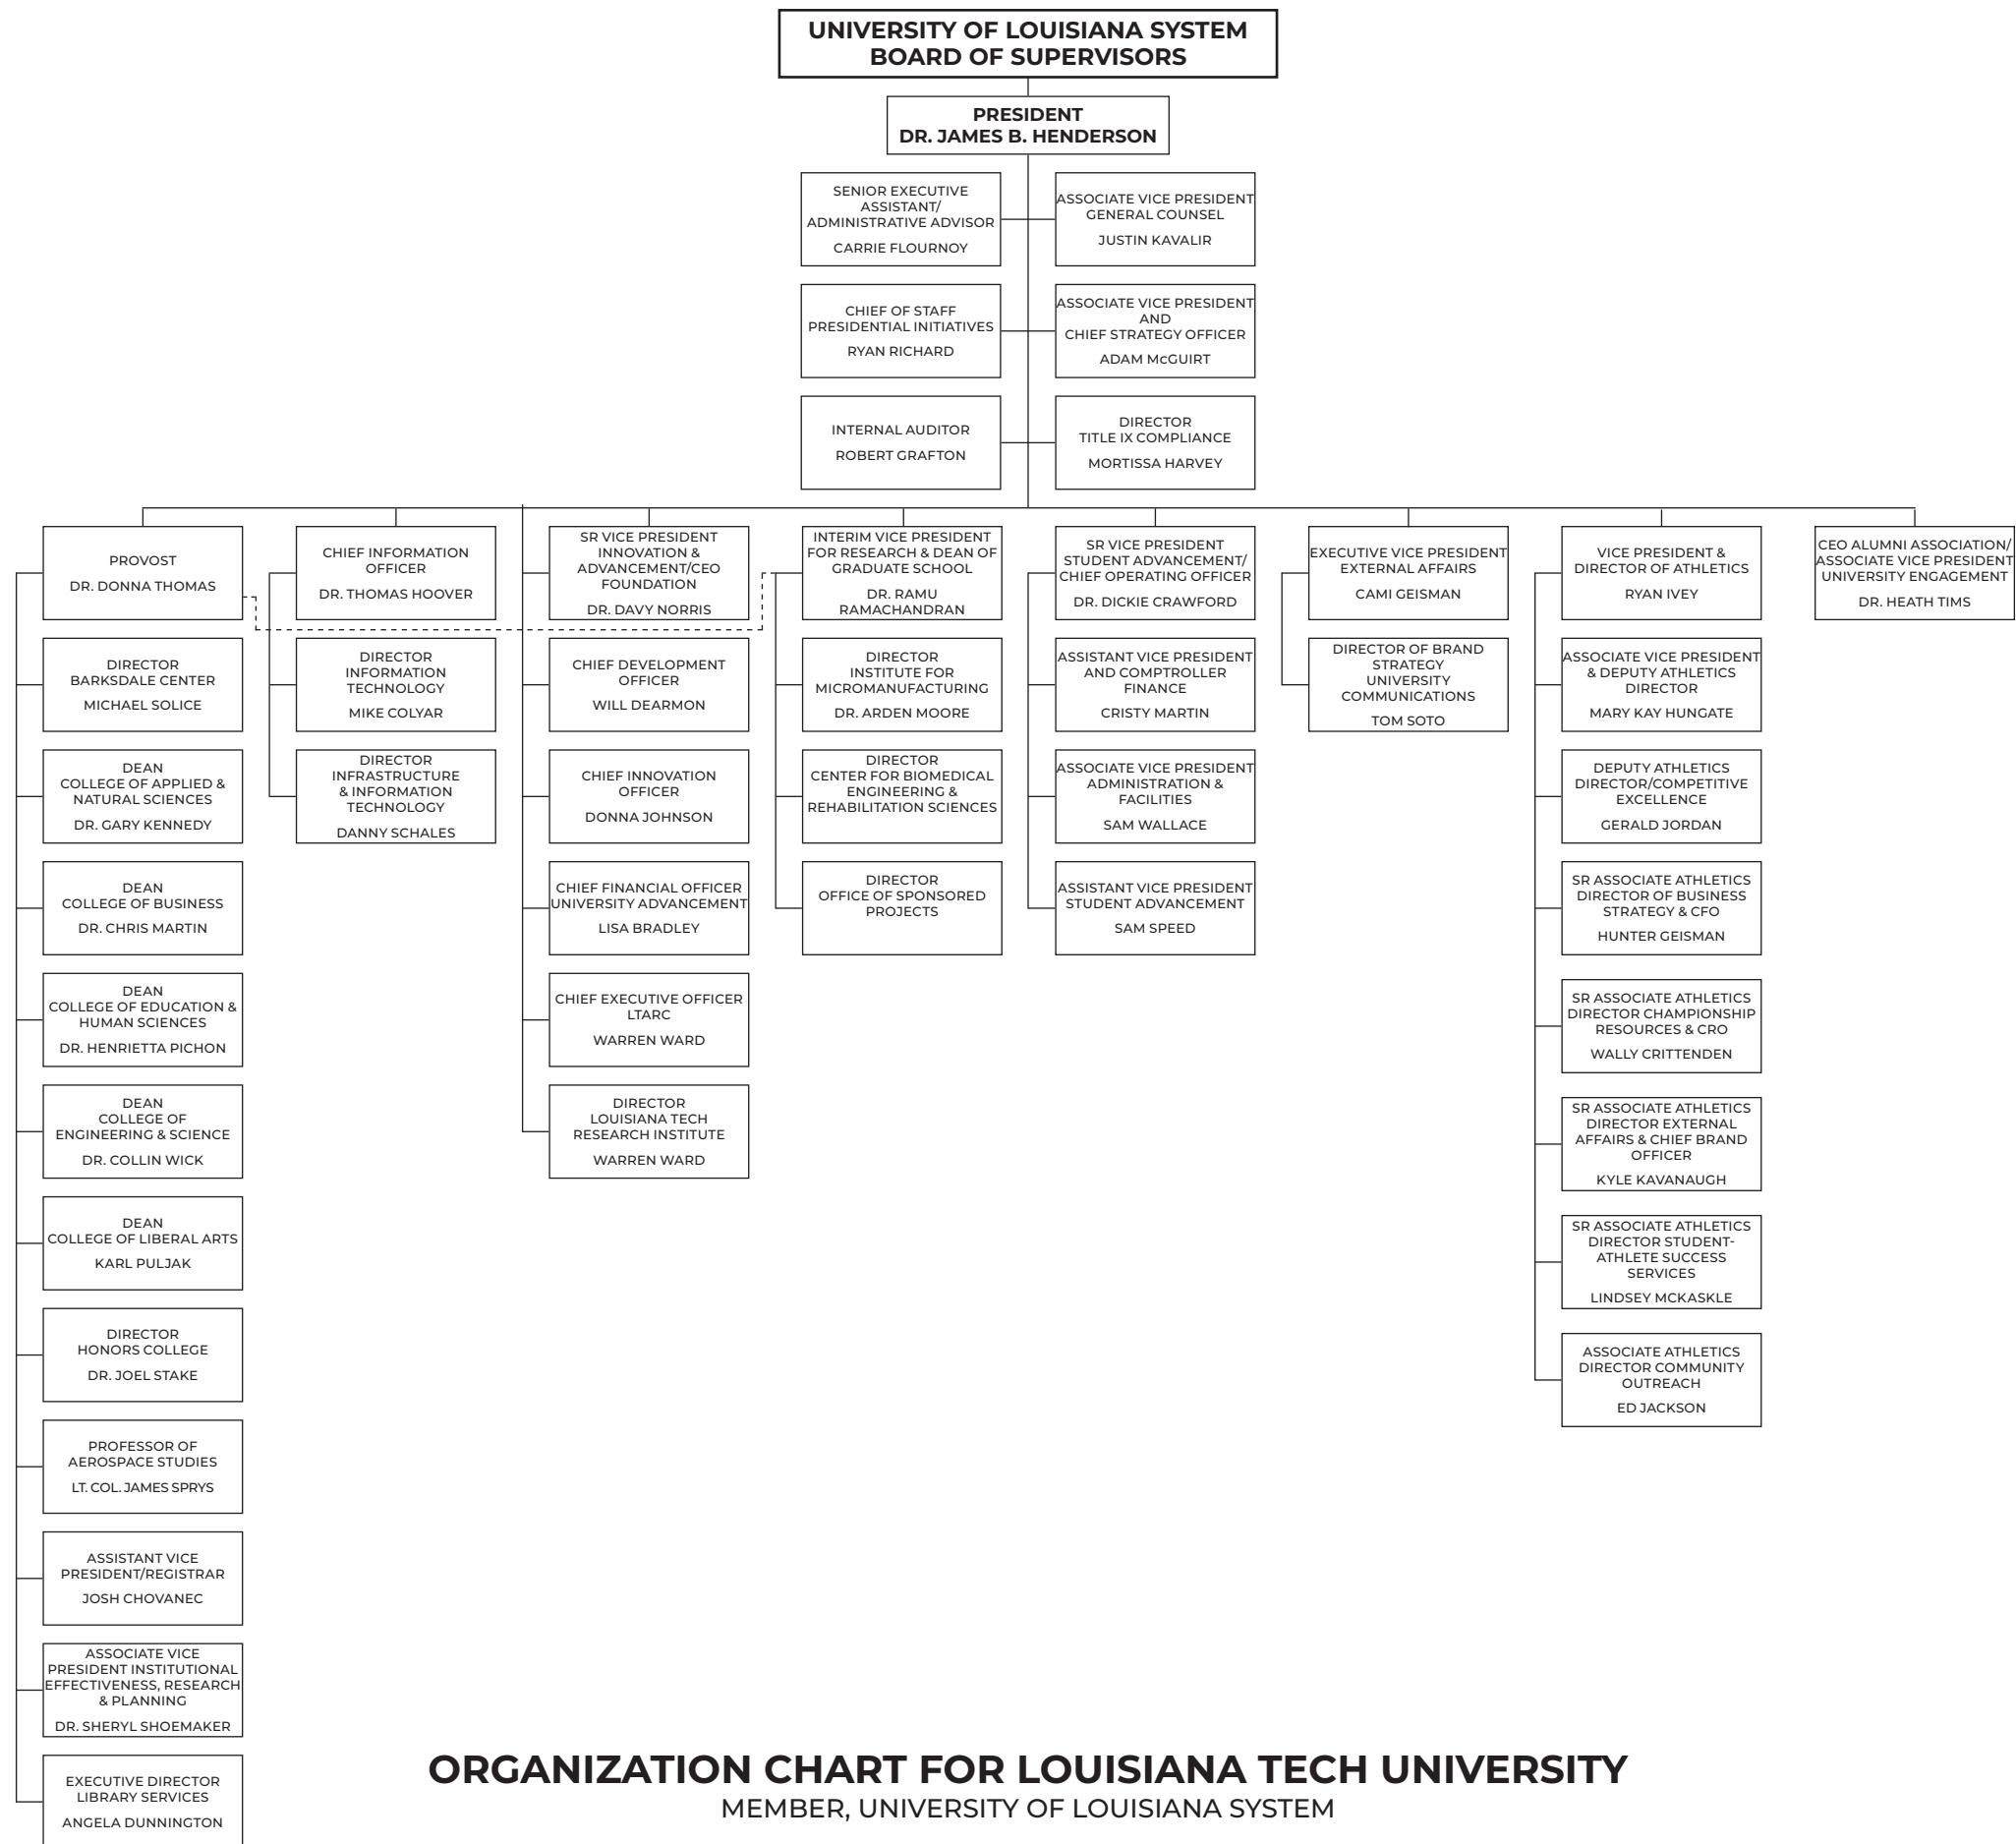 UNIVERSITY OF LOUISIANA SYSTEM
BOARD OF SUPERVISORS
PRESIDENT
DR. JAMES B. HENDERSON
SENIOR EXECUTIVE
ASSISTANT/
ADMINISTRATIVE ADVISOR
CARRIE FLOURNOY
ASSOCIATE VICE PRESIDENT
GENERAL COUNSEL
JUSTIN KAVALIR
CHIEF OF STAFF
PRESIDENTIAL INITIATIVES
RYAN RICHARD
ASSOCIATE VICE PRESIDENT
AND
CHIEF STRATEGY OFFICER
ADAM McGUIRT
INTERNAL AUDITOR
ROBERT GRAFTON
DIRECTOR
TITLE IX COMPLIANCE
MORTISSA HARVEY
PROVOST
DR. DONNA THOMAS
DIRECTOR
BARKSDALE CENTER
MICHAEL SOLICE
DEAN
COLLEGE OF APPLIED &
NATURAL SCIENCES
DR. GARY KENNEDY
DEAN
COLLEGE OF BUSINESS
DR. CHRIS MARTIN
DEAN
COLLEGE OF EDUCATION &
HUMAN SCIENCES
DR. HENRIETTA PICHON
DEAN
COLLEGE OF
ENGINEERING & SCIENCE
DR. COLLIN WICK
DEAN
COLLEGE OF LIBERAL ARTS
KARL PULJAK
DIRECTOR
HONORS COLLEGE
DR. JOEL STAKE
PROFESSOR OF
AEROSPACE STUDIES
LT. COL. JAMES SPRYS
ASSISTANT VICE
PRESIDENT/REGISTRAR
JOSH CHOVANEC
ASSOCIATE VICE
PRESIDENT INSTITUTIONAL
EFFECTIVENESS, RESEARCH
& PLANNING
DR. SHERYL SHOEMAKER
EXECUTIVE DIRECTOR
LIBRARY SERVICES
ANGELA DUNNINGTON
CHIEF INFORMATION
OFFICER
DR. THOMAS HOOVER
DIRECTOR
INFORMATION
TECHNOLOGY
MIKE COLYAR
DIRECTOR
INFRASTRUCTURE
& INFORMATION
TECHNOLOGY
DANNY SCHALES
SR VICE PRESIDENT
INNOVATION &
ADVANCEMENT/CEO
FOUNDATION
DR. DAVY NORRIS
CHIEF DEVELOPMENT
OFFICER
WILL DEARMON
CHIEF INNOVATION
OFFICER
DONNA JOHNSON
CHIEF FINANCIAL OFFICER
UNIVERSITY ADVANCEMENT
LISA BRADLEY
CHIEF EXECUTIVE OFFICER
LTARC
WARREN WARD
DIRECTOR
LOUISIANA TECH
RESEARCH INSTITUTE
WARREN WARD
INTERIM VICE PRESIDENT
FOR RESEARCH & DEAN OF
GRADUATE SCHOOL
DR. RAMU
RAMACHANDRAN
DIRECTOR
INSTITUTE FOR
MICROMANUFACTURING
DR. ARDEN MOORE
DIRECTOR
CENTER FOR BIOMEDICAL
ENGINEERING &
REHABILITATION SCIENCES
DIRECTOR
OFFICE OF SPONSORED
PROJECTS
SR VICE PRESIDENT
STUDENT ADVANCEMENT/
CHIEF OPERATING OFFICER
DR. DICKIE CRAWFORD
ASSISTANT VICE PRESIDENT
AND COMPTROLLER
FINANCE
CRISTY MARTIN
ASSOCIATE VICE PRESIDENT
ADMINISTRATION &
FACILITIES
SAM WALLACE
ASSISTANT VICE PRESIDENT
STUDENT ADVANCEMENT
SAM SPEED
EXECUTIVE VICE PRESIDENT
EXTERNAL AFFAIRS
CAMI GEISMAN
DIRECTOR OF BRAND
STRATEGY
UNIVERSITY
COMMUNICATIONS
TOM SOTO
VICE PRESIDENT &
DIRECTOR OF ATHLETICS
RYAN IVEY
ASSOCIATE VICE PRESIDENT
& DEPUTY ATHLETICS
DIRECTOR
MARY KAY HUNGATE
DEPUTY ATHLETICS
DIRECTOR/COMPETITIVE
EXCELLENCE
GERALD JORDAN
SR ASSOCIATE ATHLETICS
DIRECTOR OF BUSINESS
STRATEGY & CFO
HUNTER GEISMAN
SR ASSOCIATE ATHLETICS
DIRECTOR CHAMPIONSHIP
RESOURCES & CRO
WALLY CRITTENDEN
SR ASSOCIATE ATHLETICS
DIRECTOR EXTERNAL
AFFAIRS & CHIEF BRAND
OFFICER
KYLE KAVANAUGH
SR ASSOCIATE ATHLETICS
DIRECTOR STUDENT-
ATHLETE SUCCESS
SERVICES
LINDSEY MCKASKLE
ASSOCIATE ATHLETICS
DIRECTOR COMMUNITY
OUTREACH
ED JACKSON
CEO ALUMNI ASSOCIATION/
ASSOCIATE VICE PRESIDENT
UNIVERSITY ENGAGEMENT
DR. HEATH TIMS
ORGANIZATION CHART FOR LOUISIANA TECH UNIVERSITY
MEMBER, UNIVERSITY OF LOUISIANA SYSTEM